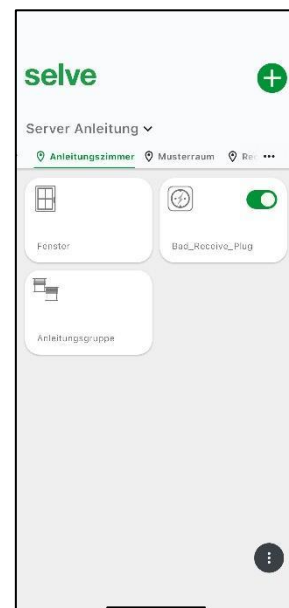 selve
Server Anleitung
Anleitungszimmer Musterraum
Fenster
Bad_Receive_Plug
Anleitungsgruppe